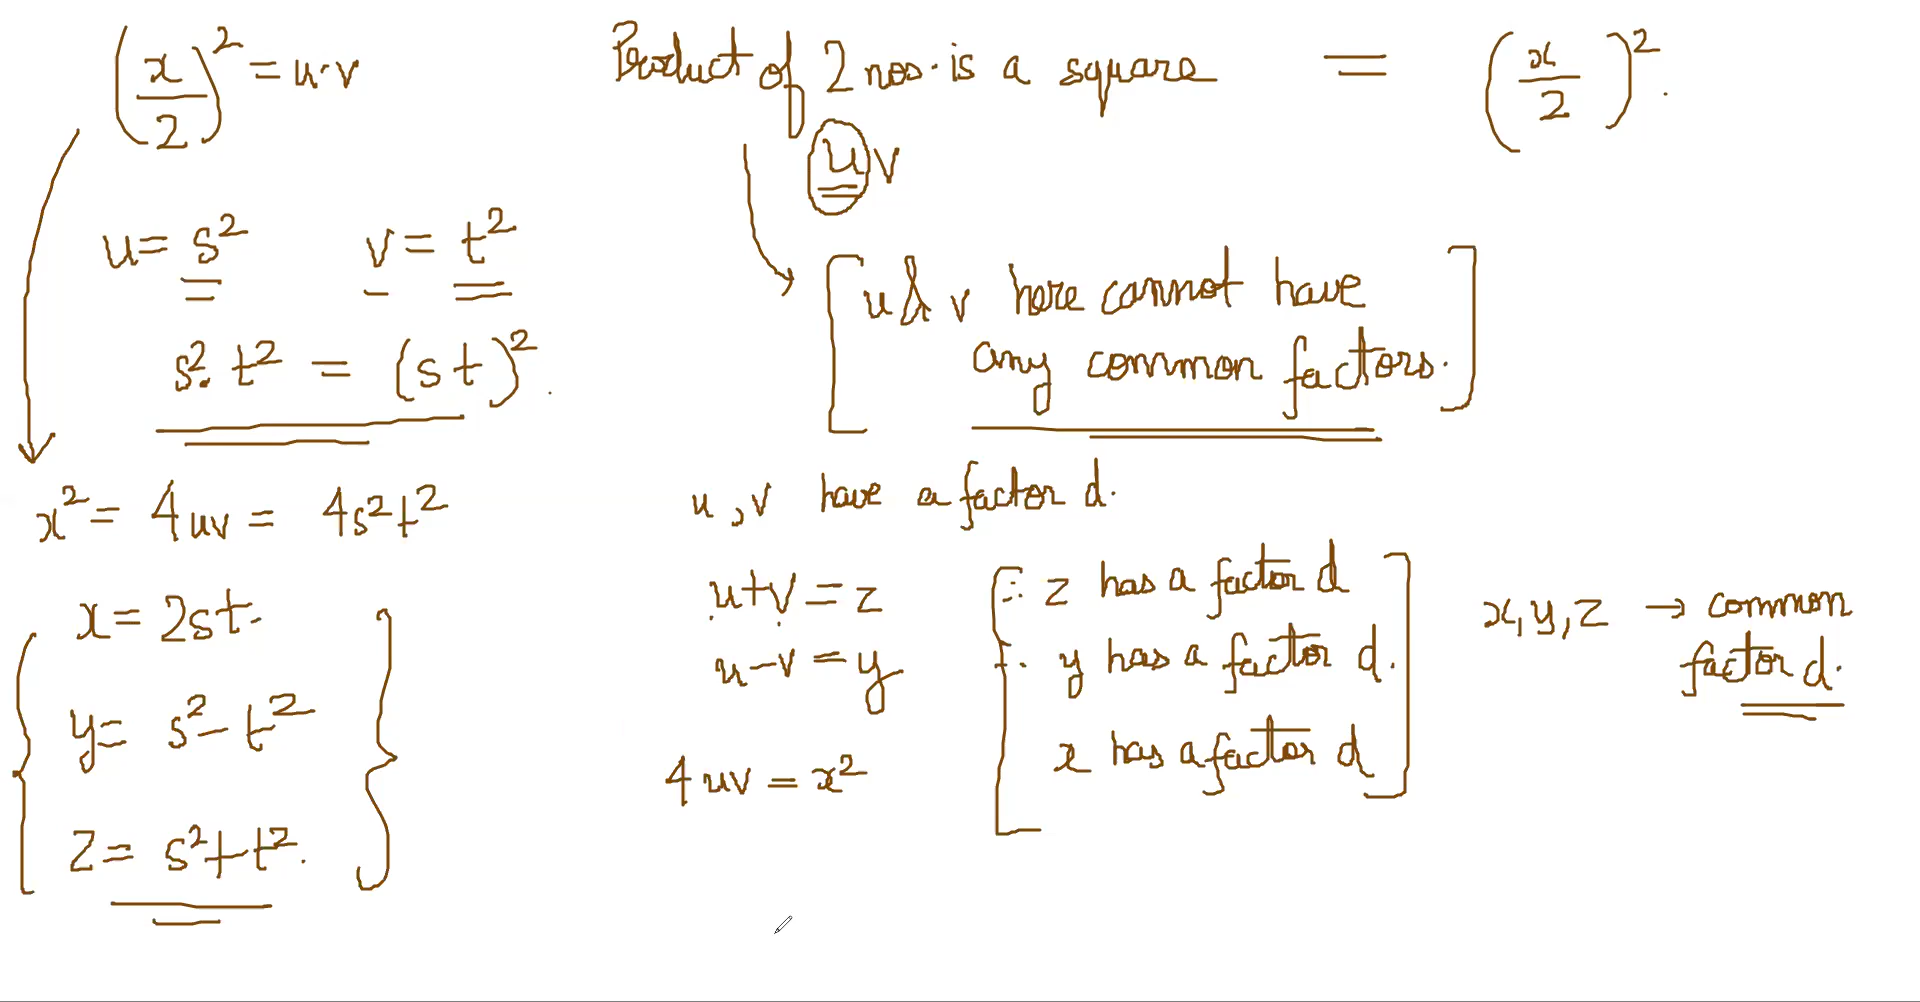 (x/2)² = u·v
Product of 2 nos. is a square = (x/2)².
u v
u = s² v = t²
s².t² = (st)².
[u & v here cannot have
any common factors.]
x² = 4uv = 4s²t²
x = 2st.
y = s² - t²
z = s² + t².
u, v have a factor d.
u+v = z
u-v = y
4uv = x²
∴ z has a factor d
∴ y has a factor d.
x has a factor d
x, y, z → common
factor d.